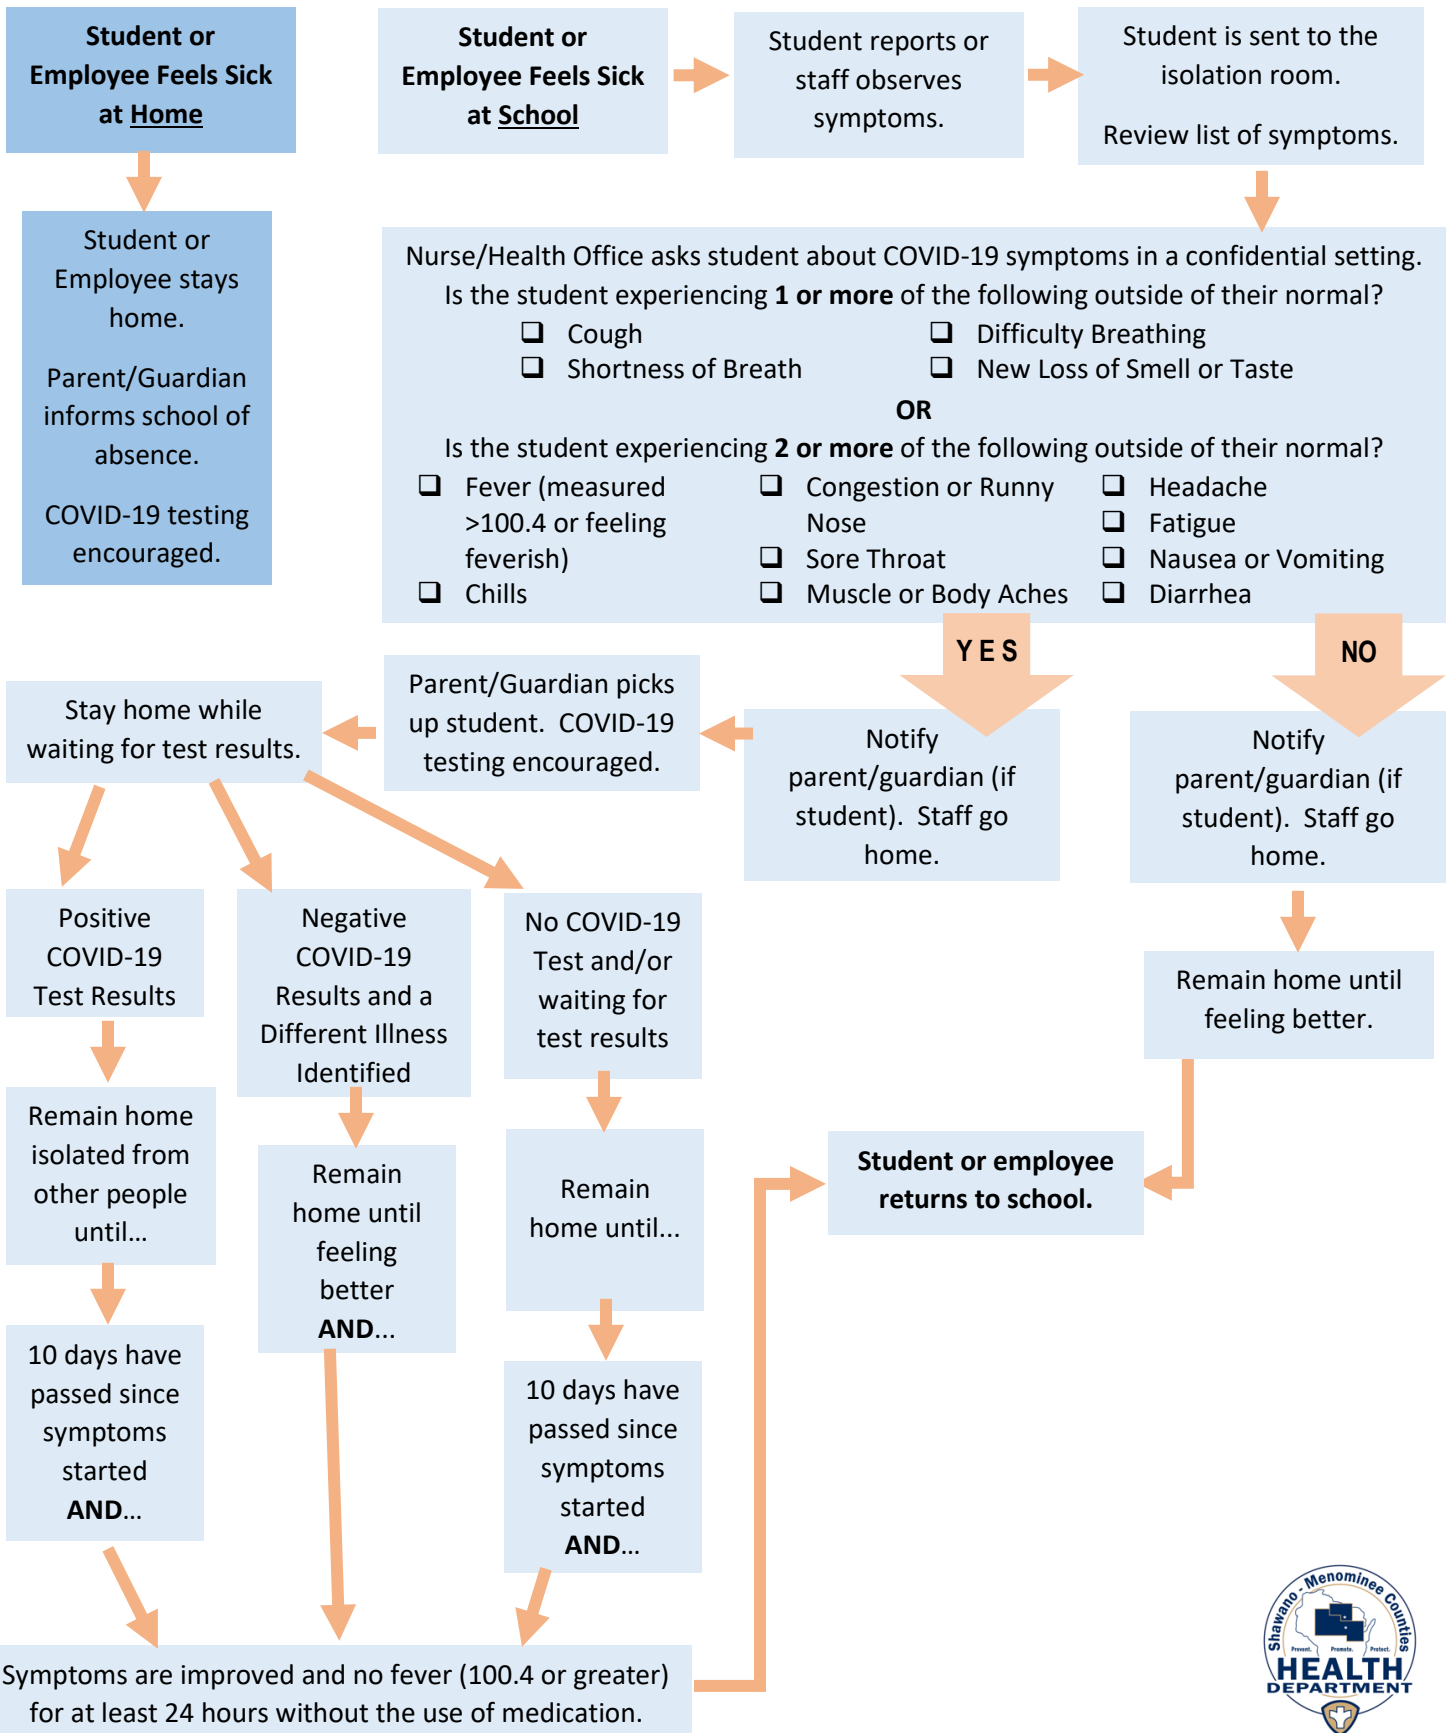 Student or
Employee Feels Sick
at Home
Student or
Employee Feels Sick
at School
Student reports or
staff observes
symptoms.
Student is sent to the
isolation room.
Review list of symptoms.
Student or
Employee stays
home.
Parent/Guardian
informs school of
absence.
COVID-19 testing
encouraged.
Nurse/Health Office asks student about COVID-19 symptoms in a confidential setting.
Is the student experiencing 1 or more of the following outside of their normal?
❑ Cough
❑ Shortness of Breath
❑ Difficulty Breathing
❑ New Loss of Smell or Taste
OR
Is the student experiencing 2 or more of the following outside of their normal?
❑ Fever (measured
>100.4 or feeling
feverish)
❑ Chills
❑ Congestion or Runny
Nose
❑ Sore Throat
❑ Muscle or Body Aches
❑ Headache
❑ Fatigue
❑ Nausea or Vomiting
❑ Diarrhea
YES
NO
Notify
parent/guardian (if
student). Staff go
home.
Parent/Guardian picks
up student. COVID-19
testing encouraged.
Stay home while
waiting for test results.
Notify
parent/guardian (if
student). Staff go
home.
Remain home until
feeling better.
Positive
COVID-19
Test Results
Negative
COVID-19
Results and a
Different Illness
Identified
No COVID-19
Test and/or
waiting for
test results
Remain home
isolated from
other people
until...
Remain
home until
feeling
better
AND...
Remain
home until...
10 days have
passed since
symptoms
started
AND...
10 days have
passed since
symptoms
started
AND...
Symptoms are improved and no fever (100.4 or greater)
for at least 24 hours without the use of medication.
Student or employee
returns to school.
Shawano - Menominee Counties
Prevent. Promote. Protect.
HEALTH
DEPARTMENT